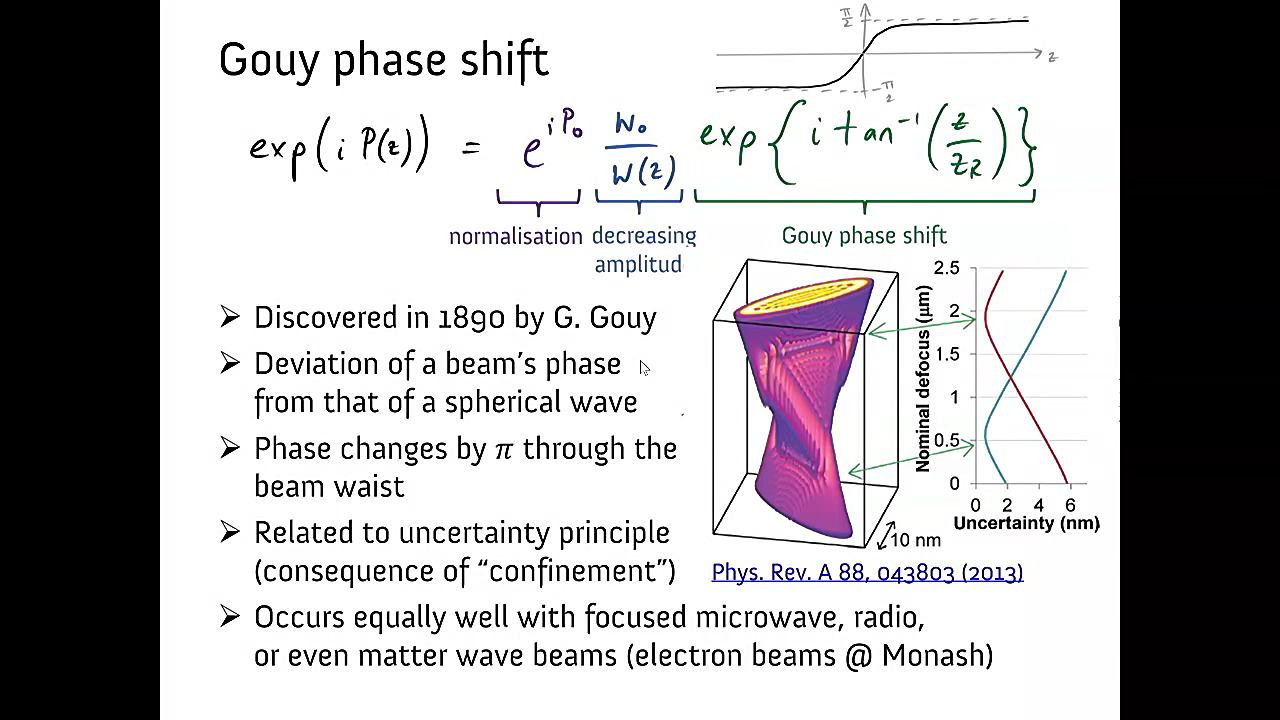 Gouy phase shift
π/2
z
-π/2
exp(i P(z)) = e^{iP₀} W₀/W(z) exp{i tan⁻¹(z/z_R)}
normalisation decreasing amplitud Gouy phase shift
➢ Discovered in 1890 by G. Gouy
➢ Deviation of a beam's phase
from that of a spherical wave
➢ Phase changes by π through the
beam waist
➢ Related to uncertainty principle
(consequence of “confinement”)
➢ Occurs equally well with focused microwave, radio,
or even matter wave beams (electron beams @ Monash)
10 nm
Nominal defocus (µm)
2.5
2
1.5
1
0.5
0
0 2 4 6
Uncertainty (nm)
Phys. Rev. A 88, 043803 (2013)